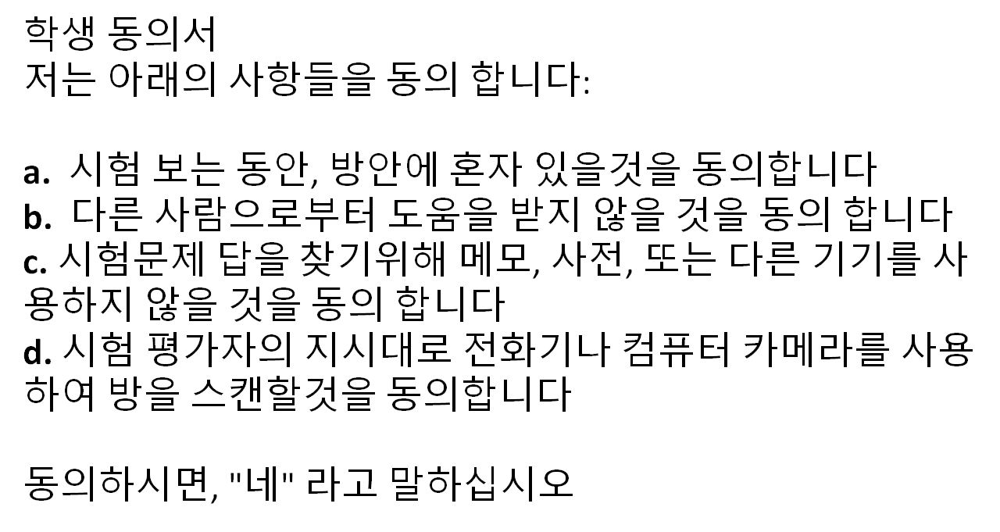 학생 동의서
저는 아래의 사항들을 동의 합니다:
a. 시험 보는 동안, 방안에 혼자 있을것을 동의합니다
b. 다른 사람으로부터 도움을 받지 않을 것을 동의 합니다
c. 시험문제 답을 찾기위해 메모, 사전, 또는 다른 기기를 사
용하지 않을 것을 동의 합니다
d. 시험 평가자의 지시대로 전화기나 컴퓨터 카메라를 사용
하여 방을 스캔할것을 동의합니다
동의하시면, "네" 라고 말하십시오